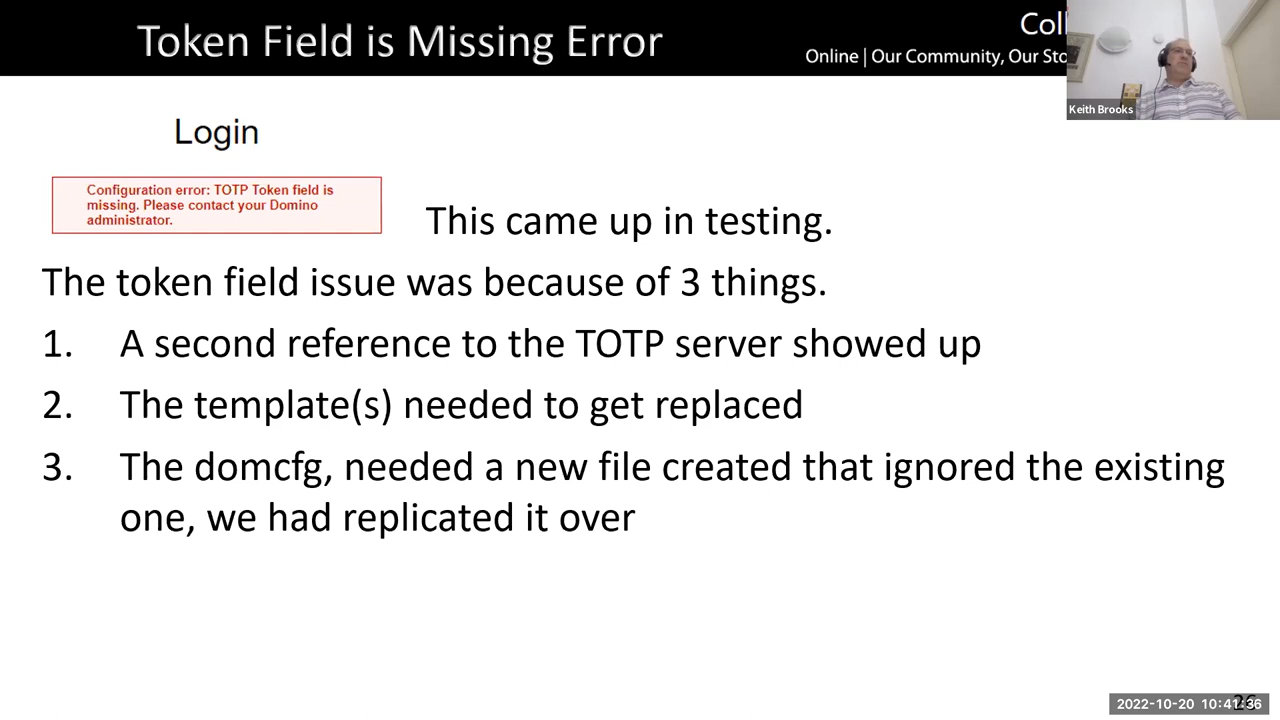 Token Field is Missing Error
Coll
Online | Our Community, Our Sto
Keith Brooks
Login
Configuration error: TOTP Token field is
missing. Please contact your Domino
administrator.
This came up in testing.
The token field issue was because of 3 things.
1. A second reference to the TOTP server showed up
2. The template(s) needed to get replaced
3. The domcfg, needed a new file created that ignored the existing
one, we had replicated it over
2022-10-20 10:41:36